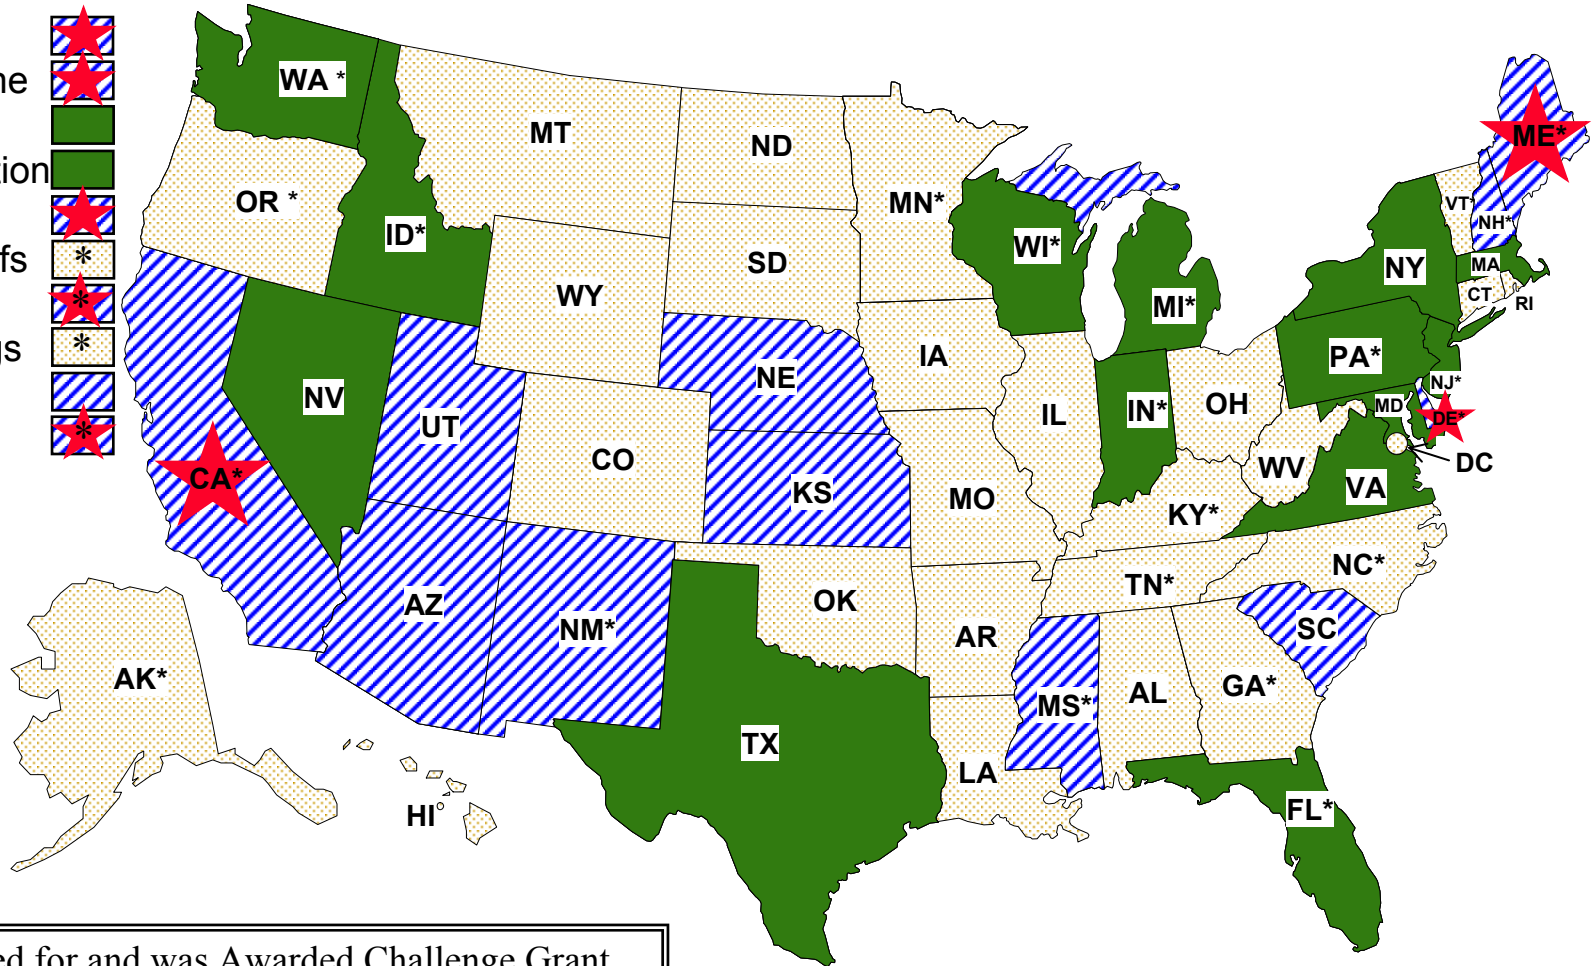 ne
tion
fs
*
*
gs
*
*
WA *
MT
ND
MN*
ME*
OR *
ID*
SD
WI*
VT*
NH*
NY
MA
WY
MI*
CT
RI
IA
PA*
NV
NE
NJ*
UT
IL
IN*
OH
MD
DE*
CO
DC
CA*
KS
MO
WV
VA
KY*
NC*
TN*
AZ
OK
NM*
AR
SC
AK*
MS*
AL
GA*
TX
LA
HI
FL*
ed for and was Awarded Challenge Grant